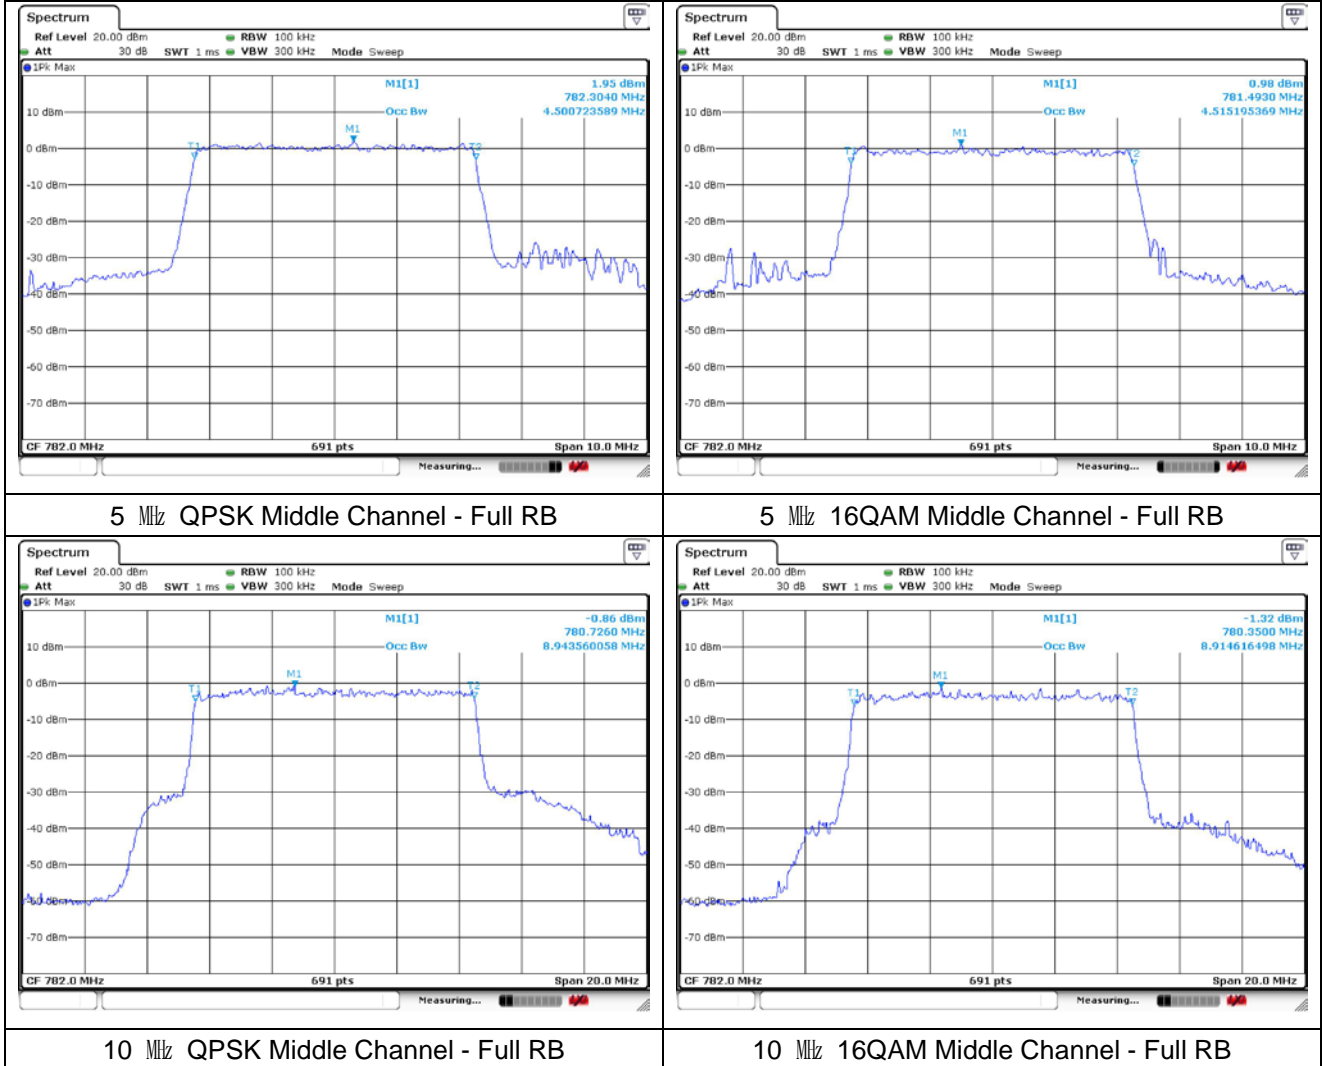 Spectrum
Ref Level 20.00 dBm RBW 100 kHz
Att 30 dB SWT 1 ms VBW 300 kHz Mode Sweep
1Pk Max
M1[1] 1.95 dBm
782.3040 MHz
Occ Bw 4.500723589 MHz
10 dBm
M1
T1
T2
0 dBm
-10 dBm
-20 dBm
-30 dBm
-40 dBm
-50 dBm
-60 dBm
-70 dBm
CF 782.0 MHz 691 pts Span 10.0 MHz
Measuring...
5 ㎒ QPSK Middle Channel - Full RB
Spectrum
Ref Level 20.00 dBm RBW 100 kHz
Att 30 dB SWT 1 ms VBW 300 kHz Mode Sweep
1Pk Max
M1[1] 0.98 dBm
781.4930 MHz
Occ Bw 4.515195369 MHz
10 dBm
M1
T1
T2
0 dBm
-10 dBm
-20 dBm
-30 dBm
-40 dBm
-50 dBm
-60 dBm
-70 dBm
CF 782.0 MHz 691 pts Span 10.0 MHz
Measuring...
5 ㎒ 16QAM Middle Channel - Full RB
Spectrum
Ref Level 20.00 dBm RBW 100 kHz
Att 30 dB SWT 1 ms VBW 300 kHz Mode Sweep
1Pk Max
M1[1] -0.86 dBm
780.7260 MHz
Occ Bw 8.943560058 MHz
10 dBm
M1
T1
T2
0 dBm
-10 dBm
-20 dBm
-30 dBm
-40 dBm
-50 dBm
-60 dBm
-70 dBm
CF 782.0 MHz 691 pts Span 20.0 MHz
Measuring...
10 ㎒ QPSK Middle Channel - Full RB
Spectrum
Ref Level 20.00 dBm RBW 100 kHz
Att 30 dB SWT 1 ms VBW 300 kHz Mode Sweep
1Pk Max
M1[1] -1.32 dBm
780.3500 MHz
Occ Bw 8.914616498 MHz
10 dBm
M1
T1
T2
0 dBm
-10 dBm
-20 dBm
-30 dBm
-40 dBm
-50 dBm
-60 dBm
-70 dBm
CF 782.0 MHz 691 pts Span 20.0 MHz
Measuring...
10 ㎒ 16QAM Middle Channel - Full RB